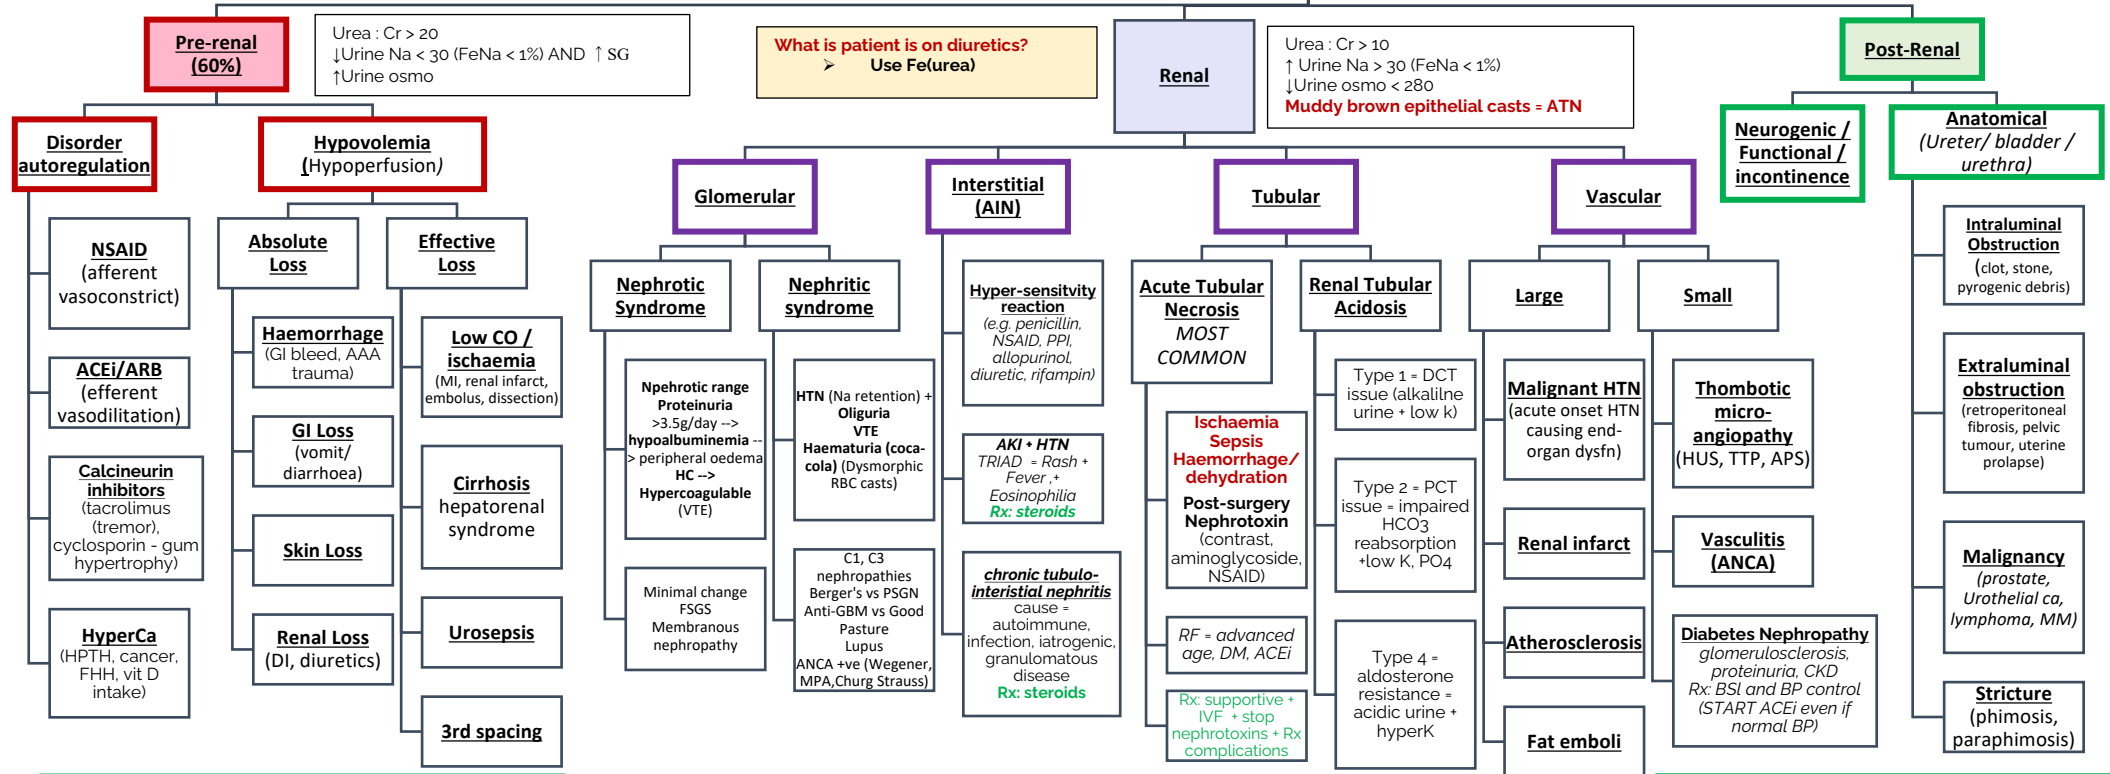 Pre-renal
(60%)
Urea : Cr > 20
↓Urine Na < 30 (FeNa < 1%) AND ↑ SG
↑Urine osmo
What is patient is on diuretics?
➢ Use Fe(urea)
Renal
Urea : Cr > 10
↑ Urine Na > 30 (FeNa < 1%)
↓Urine osmo < 280
Muddy brown epithelial casts = ATN
Post-Renal
Disorder
autoregulation
Hypovolemia
(Hypoperfusion)
Glomerular
Interstitial
(AIN)
Tubular
Vascular
Neurogenic /
Functional /
incontinence
Anatomical
(Ureter/ bladder /
urethra)
NSAID
(afferent
vasoconstrict)
ACEi/ARB
(efferent
vasodilitation)
Calcineurin
inhibitors
(tacrolimus
(tremor),
cyclosporin - gum
hypertrophy)
HyperCa
(HPTH, cancer,
FHH, vit D
intake)
Absolute
Loss
Haemorrhage
(GI bleed, AAA
trauma)
GI Loss
(vomit/
diarrhoea)
Skin Loss
Renal Loss
(DI, diuretics)
Effective
Loss
Low CO /
ischaemia
(MI, renal infarct,
embolus, dissection)
Cirrhosis
hepatorenal
syndrome
Urosepsis
3rd spacing
Nephrotic
Syndrome
Npehrotic range
Proteinuria
>3.5g/day -->
hypoalbuminemia --
> peripheral oedema
HC -->
Hypercoagulable
(VTE)
Minimal change
FSGS
Membranous
nephropathy
Nephritic
syndrome
HTN (Na retention) +
Oliguria
VTE
Haematuria (coca-
cola) (Dysmorphic
RBC casts)
C1, C3
nephropathies
Berger's vs PSGN
Anti-GBM vs Good
Pasture
Lupus
ANCA +ve (Wegener,
MPA,Churg Strauss)
Hyper-sensitvity
reaction
(e.g. penicillin,
NSAID, PPI,
allopurinol,
diuretic, rifampin)
AKI + HTN
TRIAD = Rash +
Fever ,+
Eosinophilia
Rx: steroids
chronic tubulo-
interistial nephritis
cause =
autoimmune,
infection, iatrogenic,
granulomatous
disease
Rx: steroids
Acute Tubular
Necrosis
MOST
COMMON
Ischaemia
Sepsis
Haemorrhage/
dehydration
Post-surgery
Nephrotoxin
(contrast,
aminoglycoside,
NSAID)
RF = advanced
age, DM, ACEi
Rx: supportive +
IVF + stop
nephrotoxins + Rx
complications
Renal Tubular
Acidosis
Type 1 = DCT
issue (alkalilne
urine + low k)
Type 2 = PCT
issue = impaired
HCO3
reabsorption
+low K, PO4
Type 4 =
aldosterone
resistance =
acidic urine +
hyperK
Large
Malignant HTN
(acute onset HTN
causing end-
organ dysfn)
Renal infarct
Atherosclerosis
Fat emboli
Small
Thombotic
micro-
angiopathy
(HUS, TTP, APS)
Vasculitis
(ANCA)
Diabetes Nephropathy
glomerulosclerosis,
proteinuria, CKD
Rx: BSl and BP control
(START ACEi even if
normal BP)
Intraluminal
Obstruction
(clot, stone,
pyrogenic debris)
Extraluminal
obstruction
(retroperitoneal
fibrosis, pelvic
tumour, uterine
prolapse)
Malignancy
(prostate,
Urothelial ca,
lymphoma, MM)
Stricture
(phimosis,
paraphimosis)